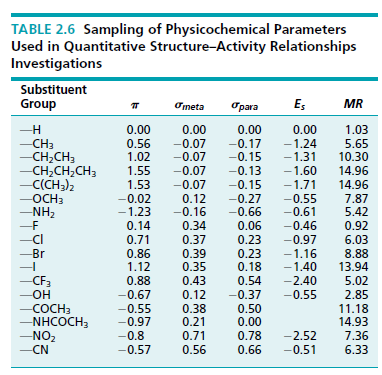 TABLE 2.6 Sampling of Physicochemical Parameters
Used in Quantitative Structure–Activity Relationships
Investigations
Substituent
Group π σmeta σpara Es MR
—H 0.00 0.00 0.00 0.00 1.03
—CH3 0.56 −0.07 −0.17 −1.24 5.65
—CH2CH3 1.02 −0.07 −0.15 −1.31 10.30
—CH2CH2CH3 1.55 −0.07 −0.13 −1.60 14.96
—C(CH3)2 1.53 −0.07 −0.15 −1.71 14.96
—OCH3 −0.02 0.12 −0.27 −0.55 7.87
—NH2 −1.23 −0.16 −0.66 −0.61 5.42
—F 0.14 0.34 0.06 −0.46 0.92
—Cl 0.71 0.37 0.23 −0.97 6.03
—Br 0.86 0.39 0.23 −1.16 8.88
—I 1.12 0.35 0.18 −1.40 13.94
—CF3 0.88 0.43 0.54 −2.40 5.02
—OH −0.67 0.12 −0.37 −0.55 2.85
—COCH3 −0.55 0.38 0.50 11.18
—NHCOCH3 −0.97 0.21 0.00 14.93
—NO2 −0.8 0.71 0.78 −2.52 7.36
—CN −0.57 0.56 0.66 −0.51 6.33